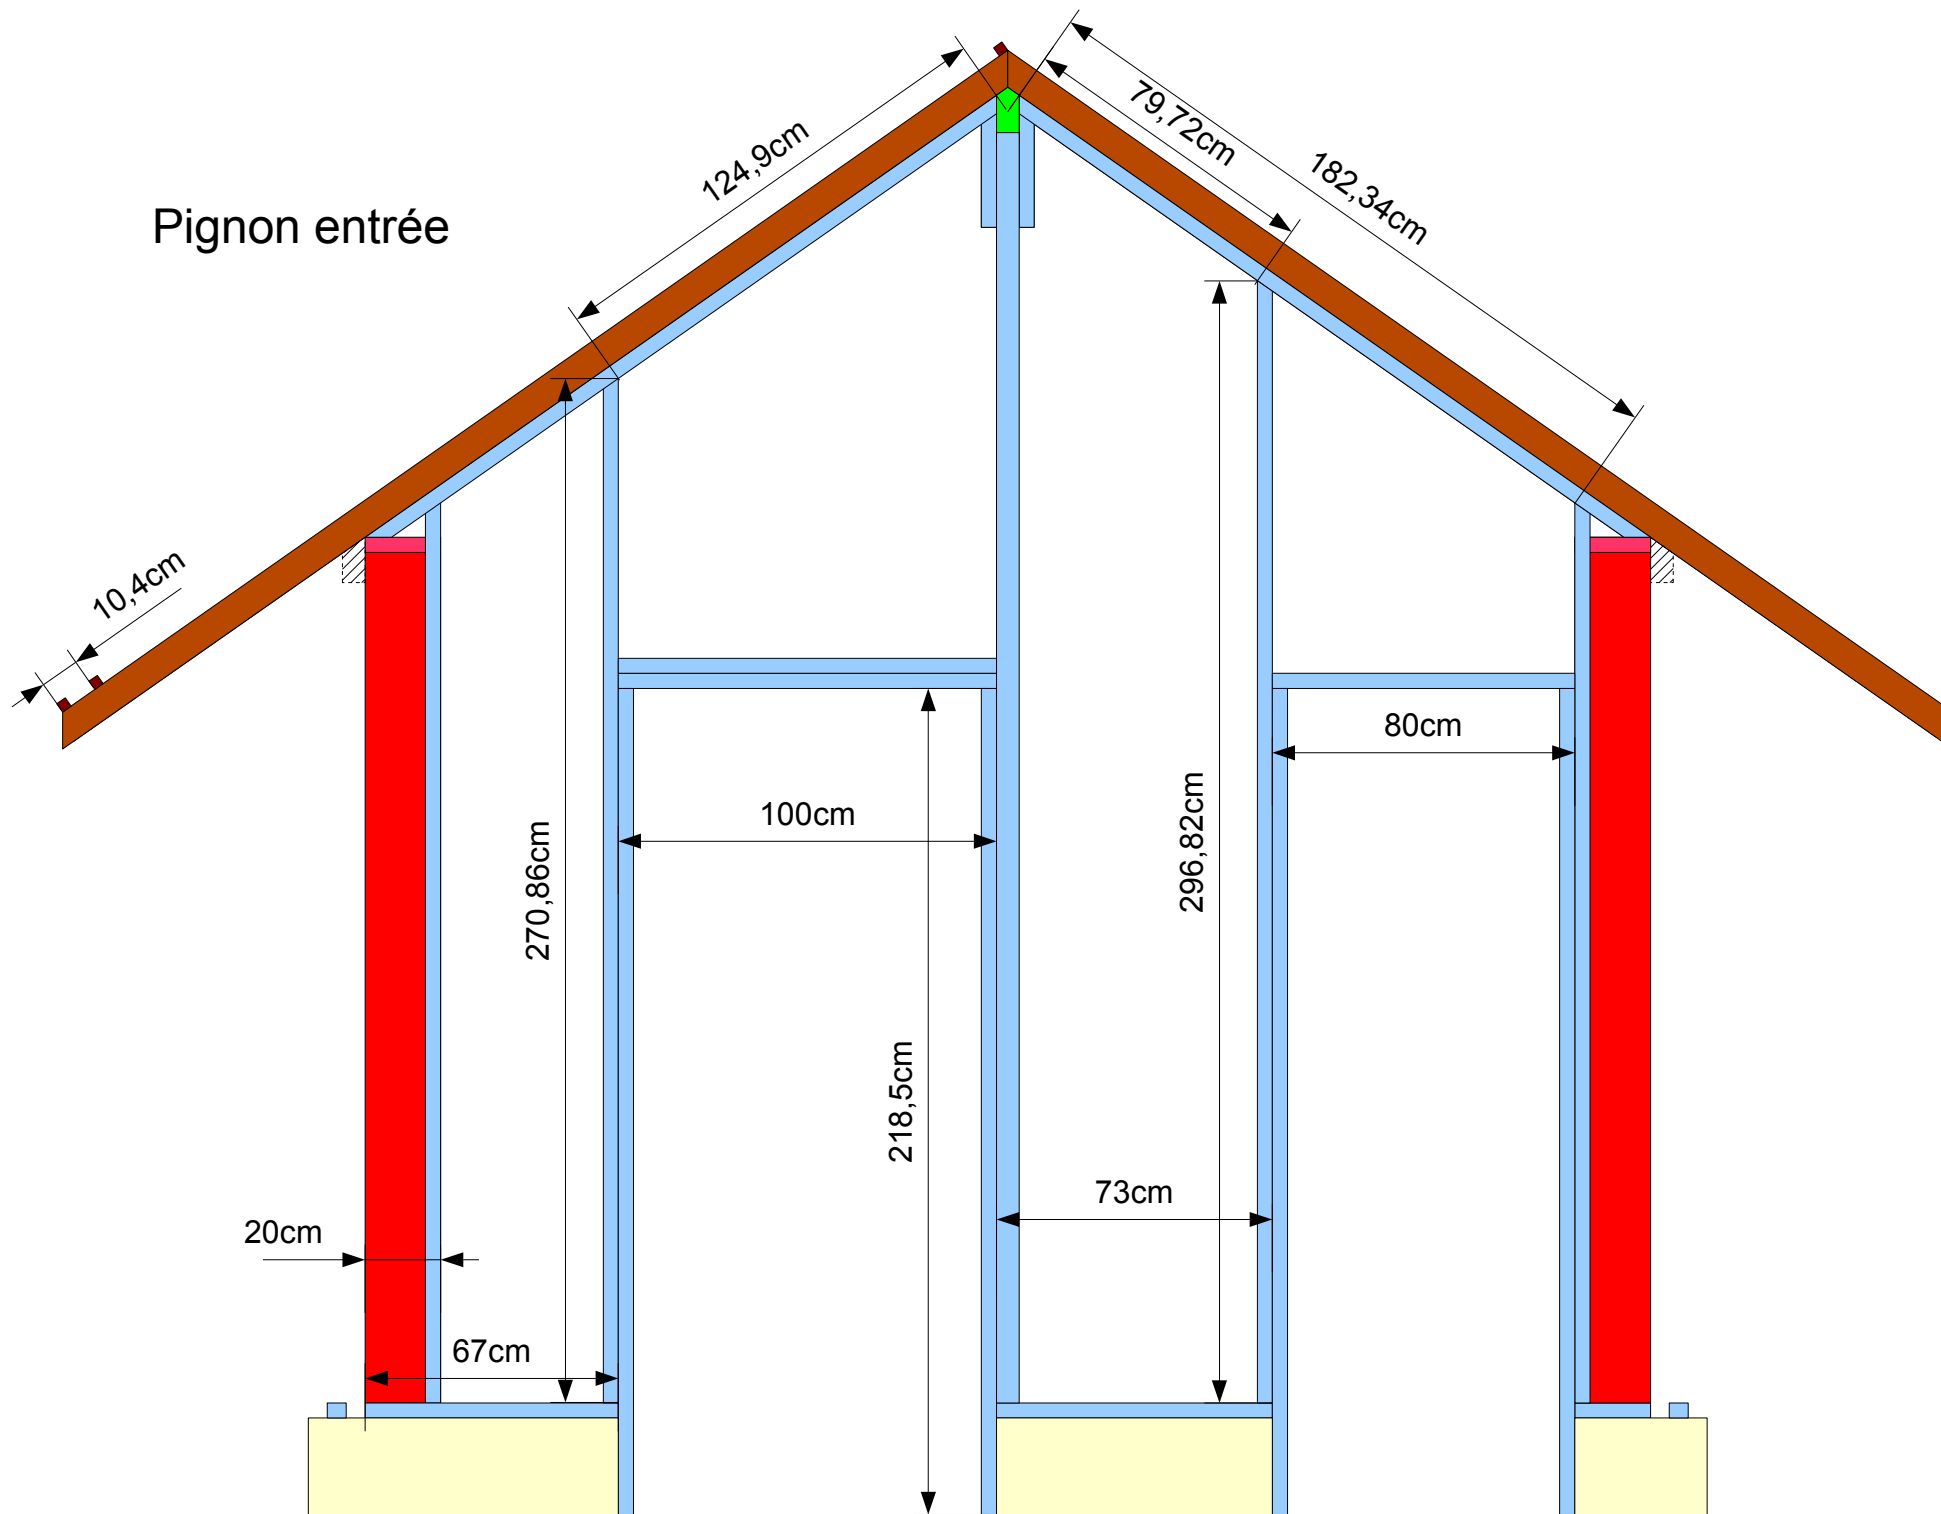 79,72cm
124,9cm
182,34cm
Pignon entrée
10,4cm
80cm
100cm
296,82cm
270,86cm
218,5cm
73cm
20cm
67cm